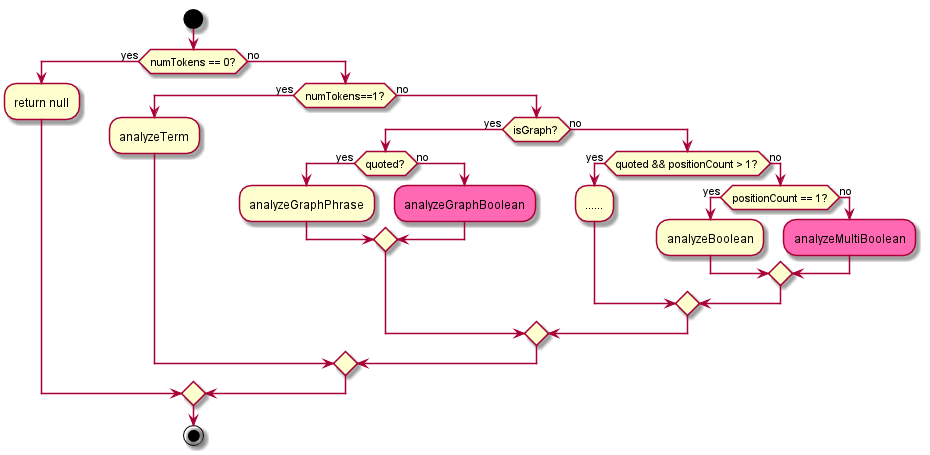 yes
numTokens == 0?
no
return null
yes
numTokens==1?
no
analyzeTerm
yes
isGraph?
no
yes
quoted?
no
analyzeGraphPhrase
analyzeGraphBoolean
yes
quoted && positionCount > 1?
no
......
yes
positionCount == 1?
no
analyzeBoolean
analyzeMultiBoolean